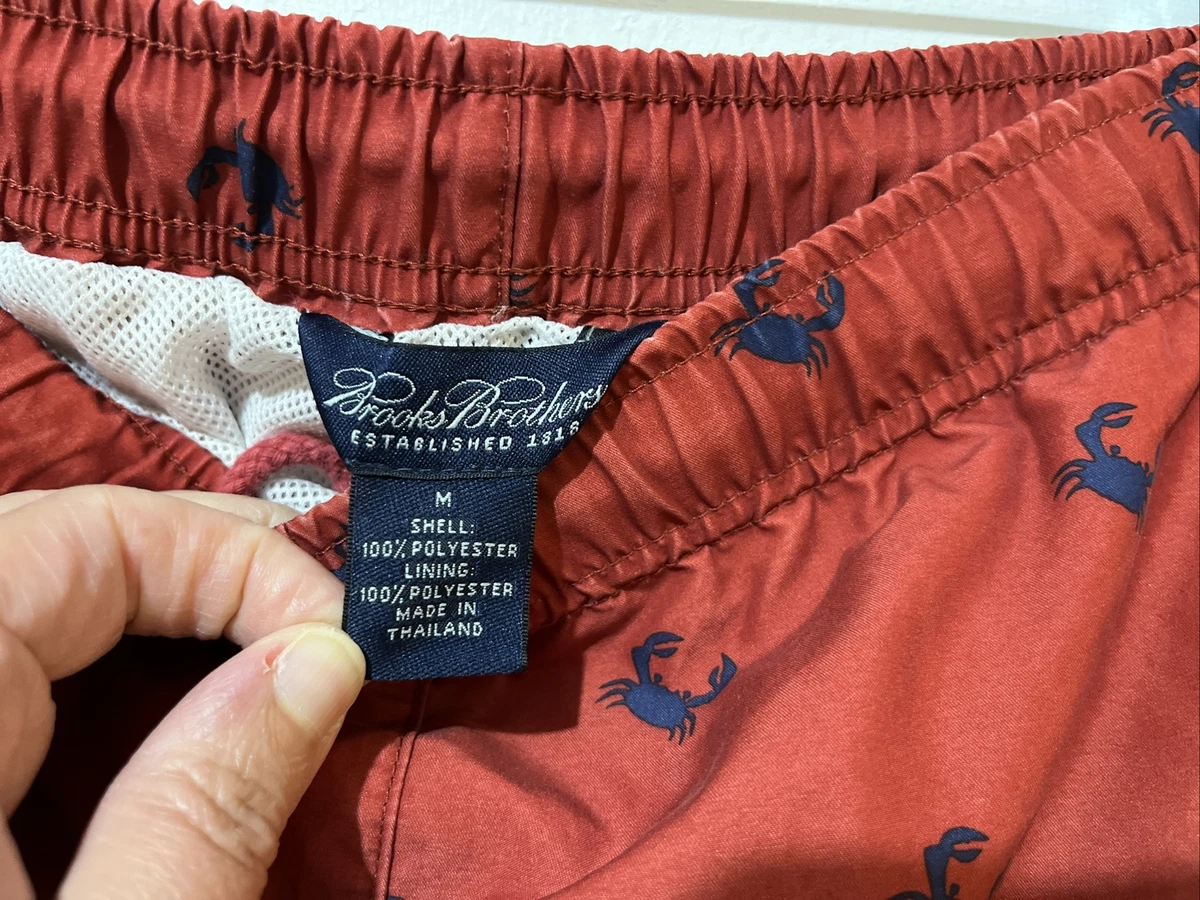 Brooks Brothers
ESTABLISHED 1818
M
SHELL:
100% POLYESTER
LINING:
100% POLYESTER
MADE IN
THAILAND